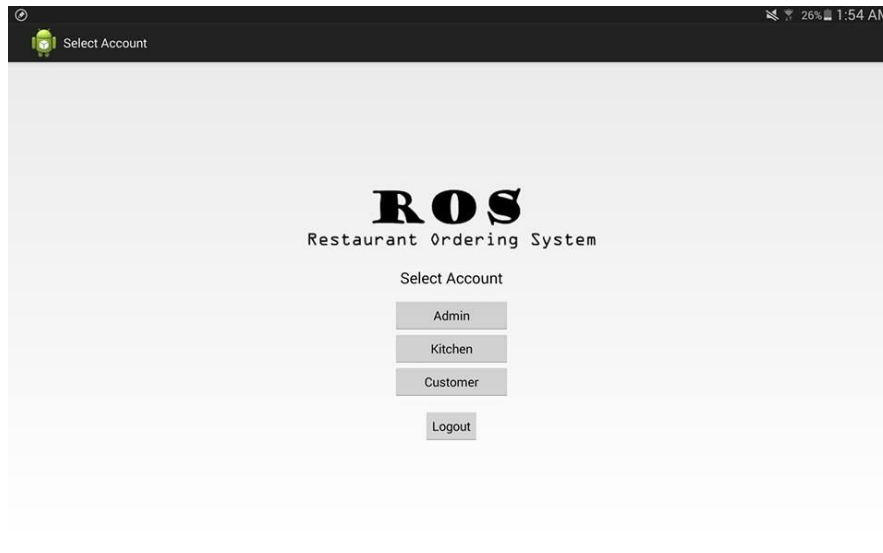 26% 1:54 AM
Select Account
ROS
Restaurant Ordering System
Select Account
Admin
Kitchen
Customer
Logout